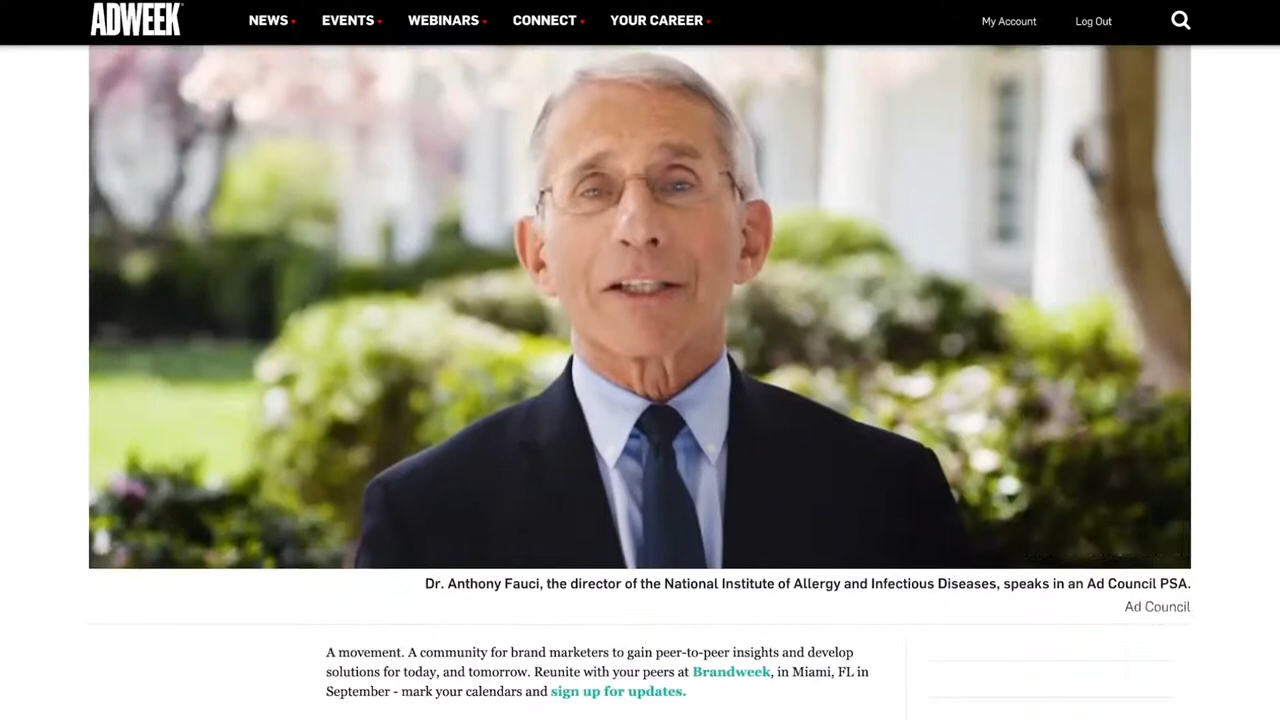 ADWEEK NEWS EVENTS WEBINARS CONNECT YOUR CAREER My Account Log Out
Dr. Anthony Fauci, the director of the National Institute of Allergy and Infectious Diseases, speaks in an Ad Council PSA.
Ad Council
A movement. A community for brand marketers to gain peer-to-peer insights and develop
solutions for today, and tomorrow. Reunite with your peers at Brandweek, in Miami, FL in
September - mark your calendars and sign up for updates.